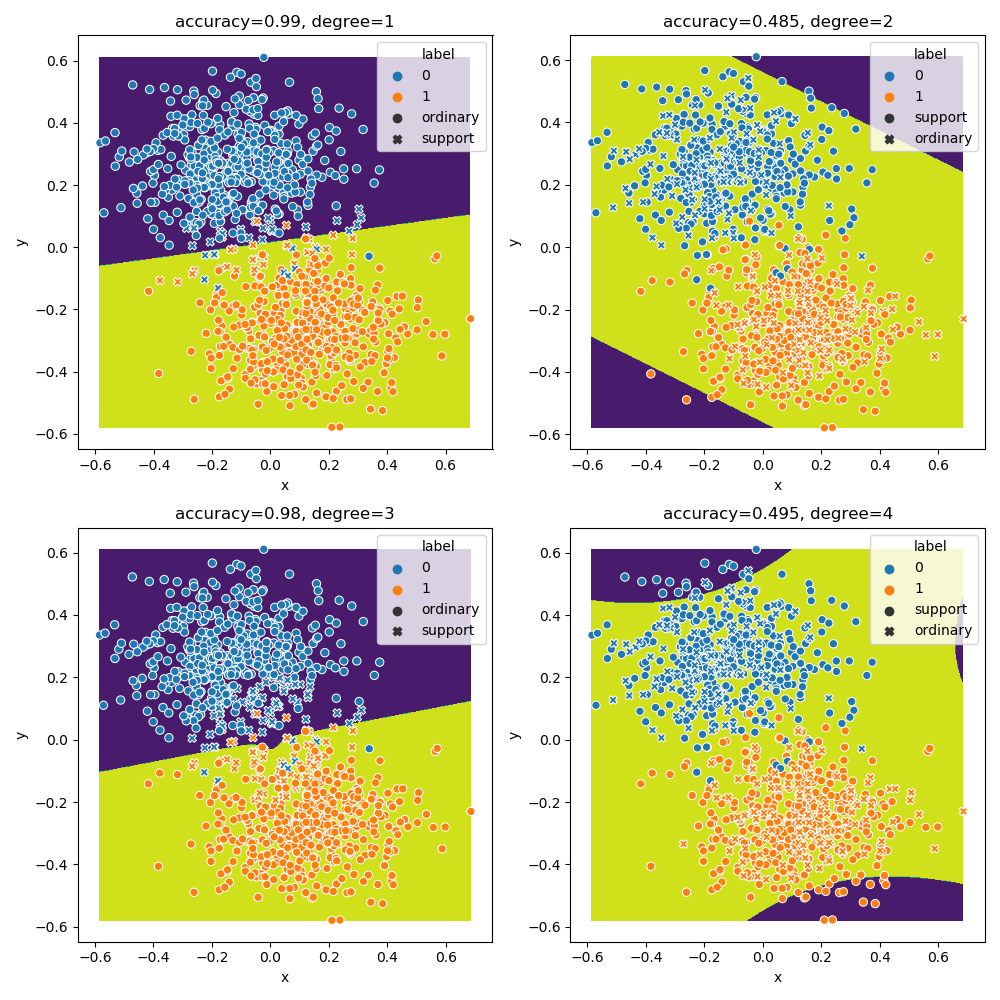 accuracy=0.99, degree=1
label
0
1
ordinary
support
0.6
0.4
0.2
0.0
−0.2
−0.4
−0.6
y
−0.6 −0.4 −0.2 0.0 0.2 0.4 0.6
x
accuracy=0.485, degree=2
label
0
1
support
ordinary
0.6
0.4
0.2
0.0
−0.2
−0.4
−0.6
y
−0.6 −0.4 −0.2 0.0 0.2 0.4 0.6
x
accuracy=0.98, degree=3
label
0
1
ordinary
support
0.6
0.4
0.2
0.0
−0.2
−0.4
−0.6
y
−0.6 −0.4 −0.2 0.0 0.2 0.4 0.6
x
accuracy=0.495, degree=4
label
0
1
support
ordinary
0.6
0.4
0.2
0.0
−0.2
−0.4
−0.6
y
−0.6 −0.4 −0.2 0.0 0.2 0.4 0.6
x